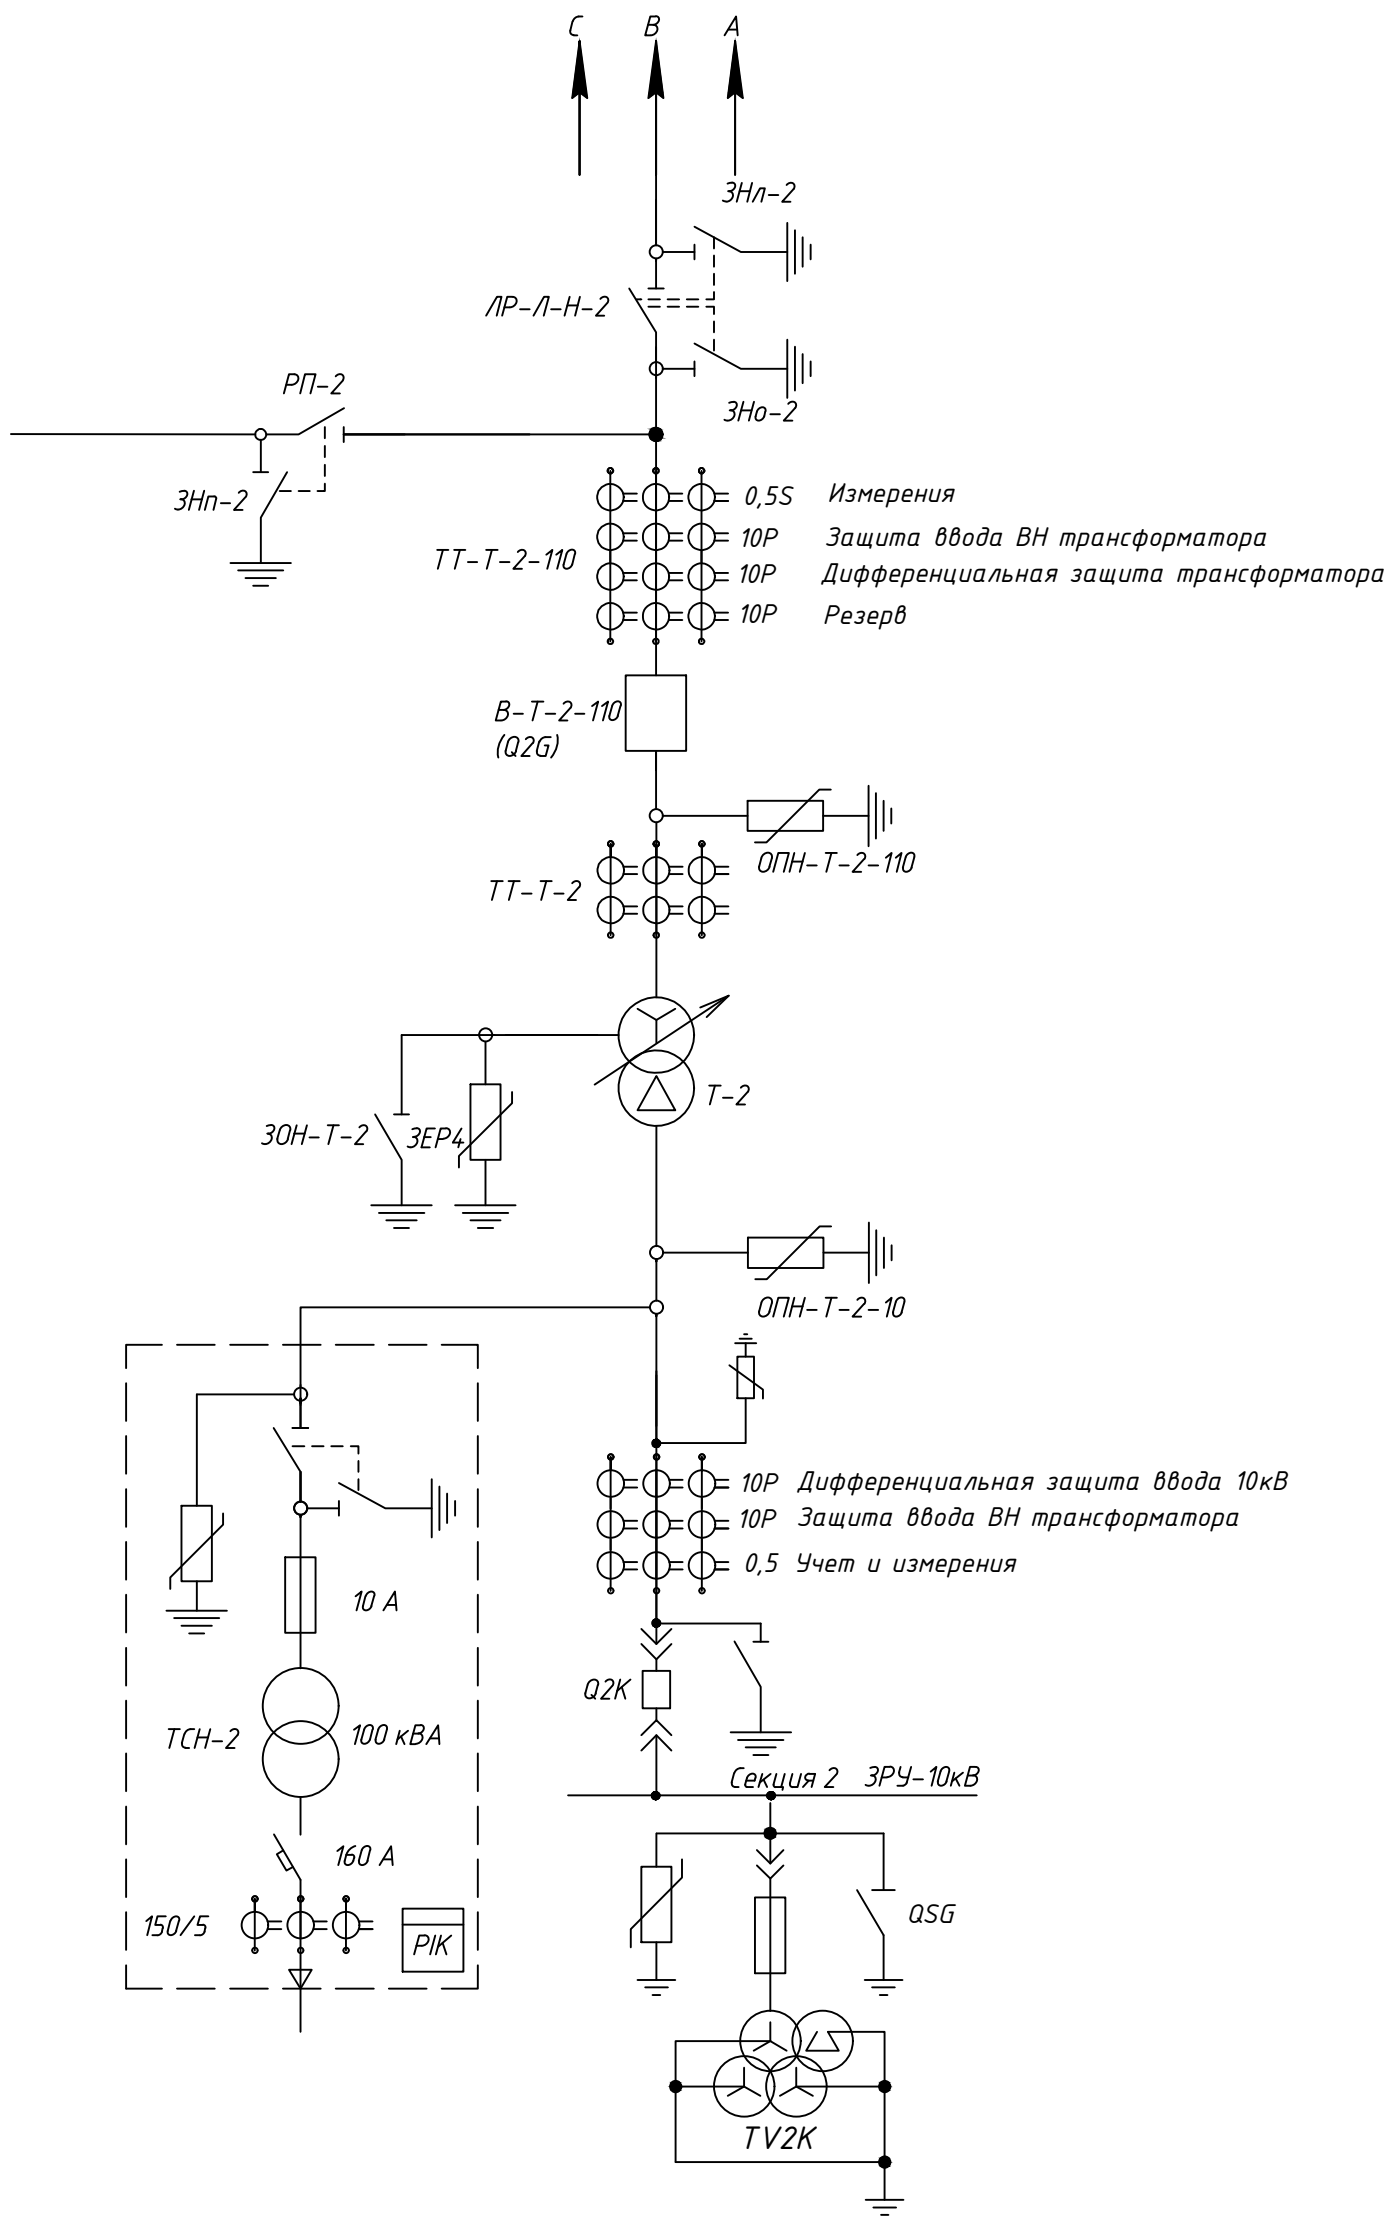 С В А
ЗНл-2
ЛР-Л-Н-2
РП-2
ЗНо-2
ЗНп-2
ТТ-Т-2-110
0,5S Измерения
10Р Защита ввода ВН трансформатора
10Р Дифференциальная защита трансформатора
10Р Резерв
В-Т-2-110
(Q2G)
ОПН-Т-2-110
ТТ-Т-2
Т-2
ЗОН-Т-2
3EP4
ОПН-Т-2-10
10Р Дифференциальная защита ввода 10кВ
10Р Защита ввода ВН трансформатора
0,5 Учет и измерения
10 А
Q2K
ТСН-2
100 кВА
Секция 2 ЗРУ-10кВ
160 А
150/5
PIK
QSG
TV2K